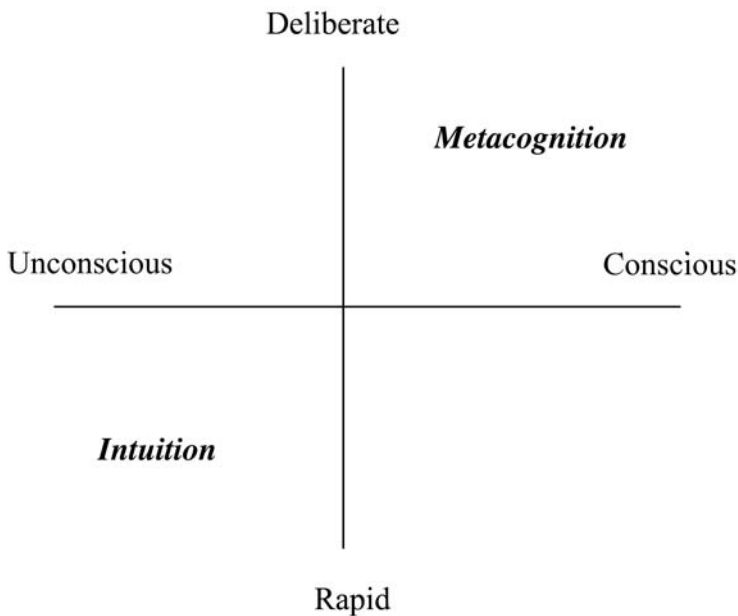 Deliberate
Metacognition
Unconscious
Conscious
Intuition
Rapid